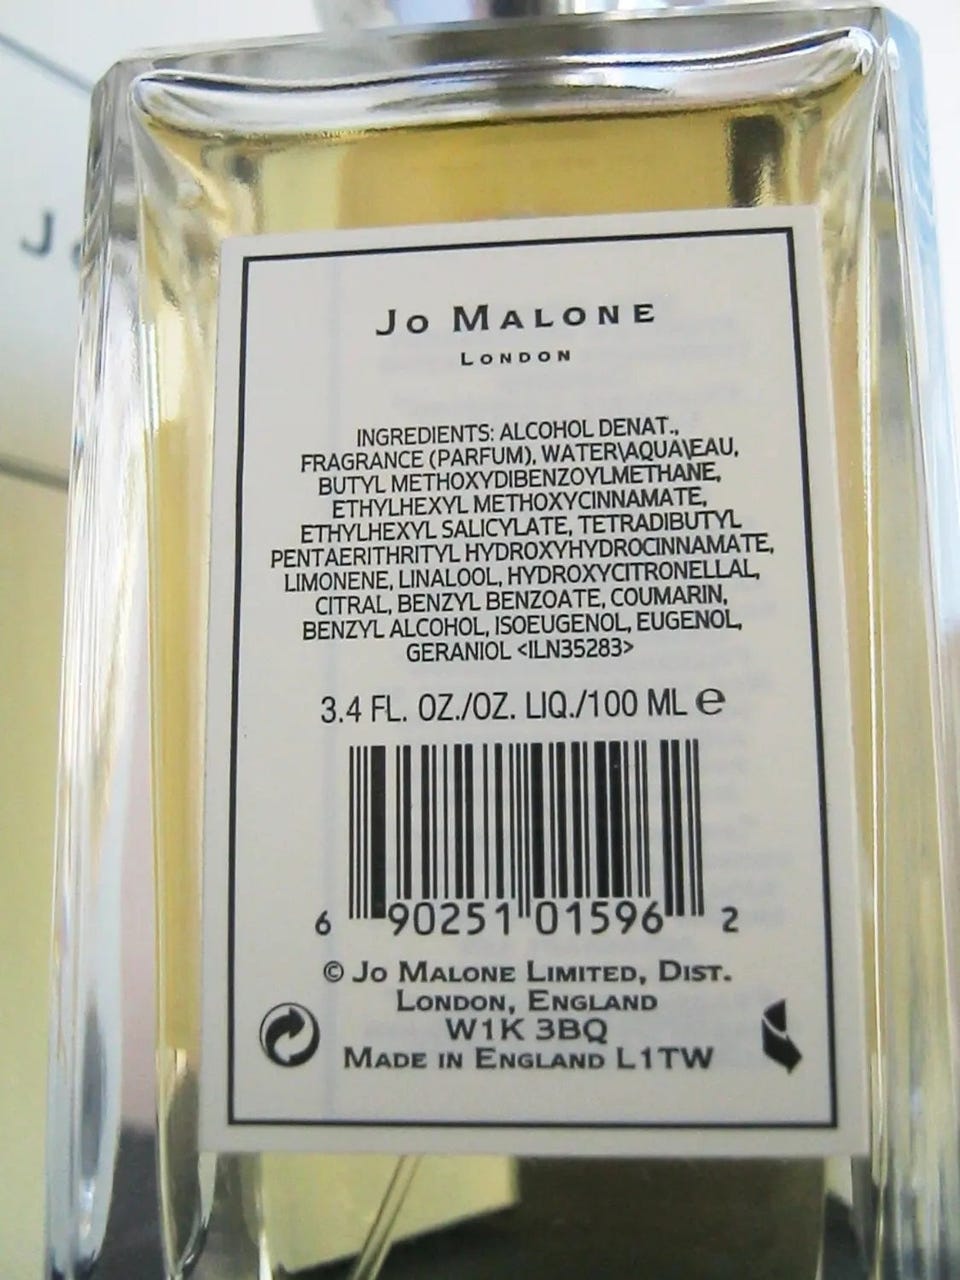 Jo
JO MALONE
LONDON
INGREDIENTS: ALCOHOL DENAT.,
FRAGRANCE (PARFUM), WATER\AQUA\EAU,
BUTYL METHOXYDIBENZOYLMETHANE,
ETHYLHEXYL METHOXYCINNAMATE,
ETHYLHEXYL SALICYLATE, TETRADIBUTYL
PENTAERITHRITYL HYDROXYHYDROCINNAMATE,
LIMONENE, LINALOOL, HYDROXYCITRONELLAL,
CITRAL, BENZYL BENZOATE, COUMARIN,
BENZYL ALCOHOL, ISOEUGENOL, EUGENOL,
GERANIOL <ILN35283>
3.4 FL. OZ./OZ. LIQ./100 ML e
6 90251 01596 2
© JO MALONE LIMITED, DIST.
LONDON, ENGLAND
W1K 3BQ
MADE IN ENGLAND L1TW